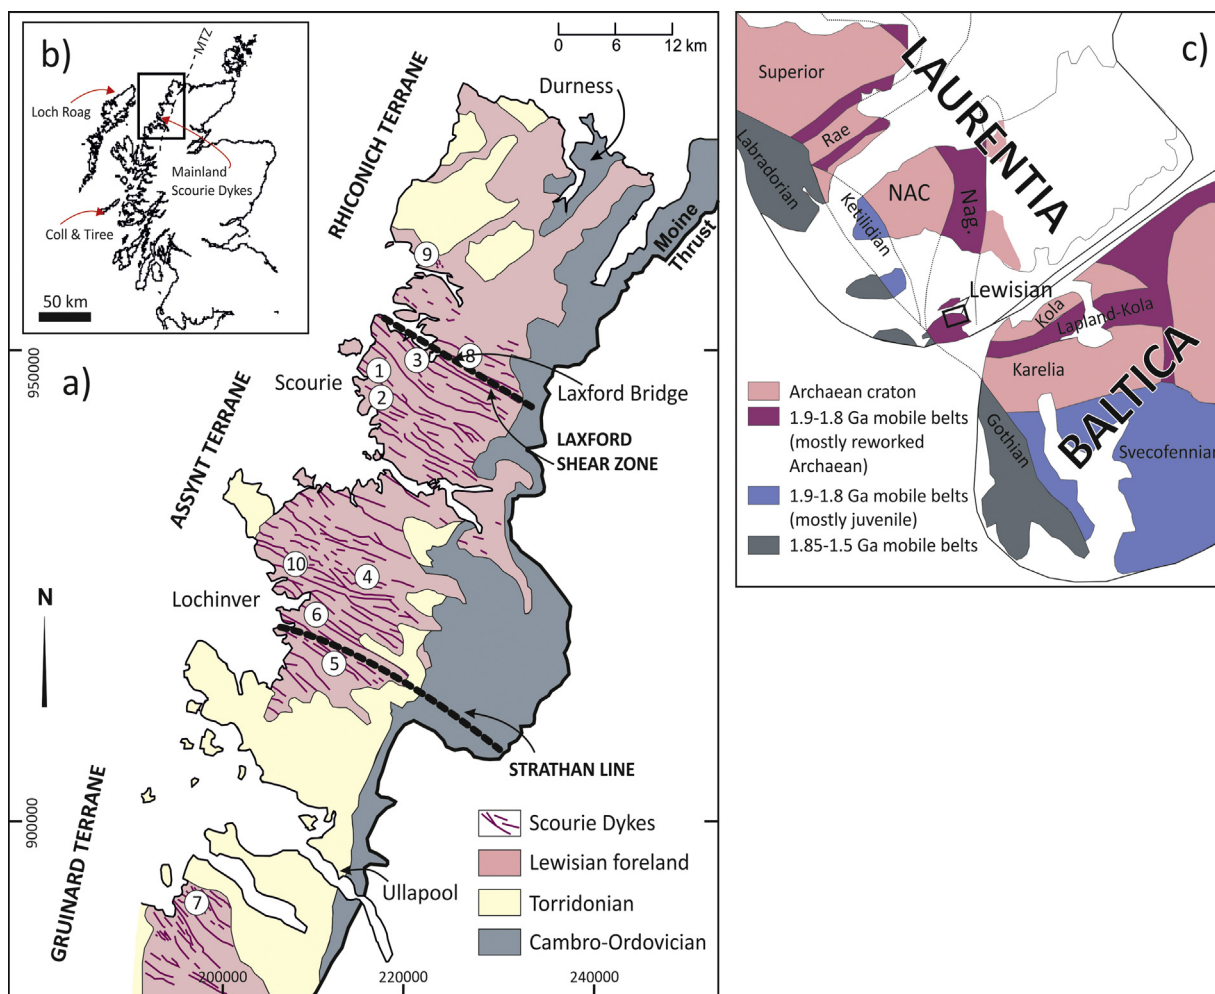 b)
MTZ
Loch Roag
Mainland
Scourie Dykes
Coll & Tiree
50 km
0 6 12 km
RHICONICH TERRANE
Durness
Moine
Thrust
9
950000
a)
Scourie
1
2
3
8
Laxford Bridge
LAXFORD
SHEAR ZONE
ASSYNT TERRANE
10
4
Lochinver
6
5
N
STRATHAN LINE
GRUINARD TERRANE
900000
Ullapool
7
Scourie Dykes
Lewisian foreland
Torridonian
Cambro-Ordovician
200000
220000
240000
c)
LAURENTIA
Superior
Rae
Labradorian
NAC
Nag.
Ketilidian
Lewisian
Kola
Lapland-Kola
Karelia
BALTICA
Gothian
Svecofennian
Archaean craton
1.9-1.8 Ga mobile belts
(mostly reworked
Archaean)
1.9-1.8 Ga mobile belts
(mostly juvenile)
1.85-1.5 Ga mobile belts